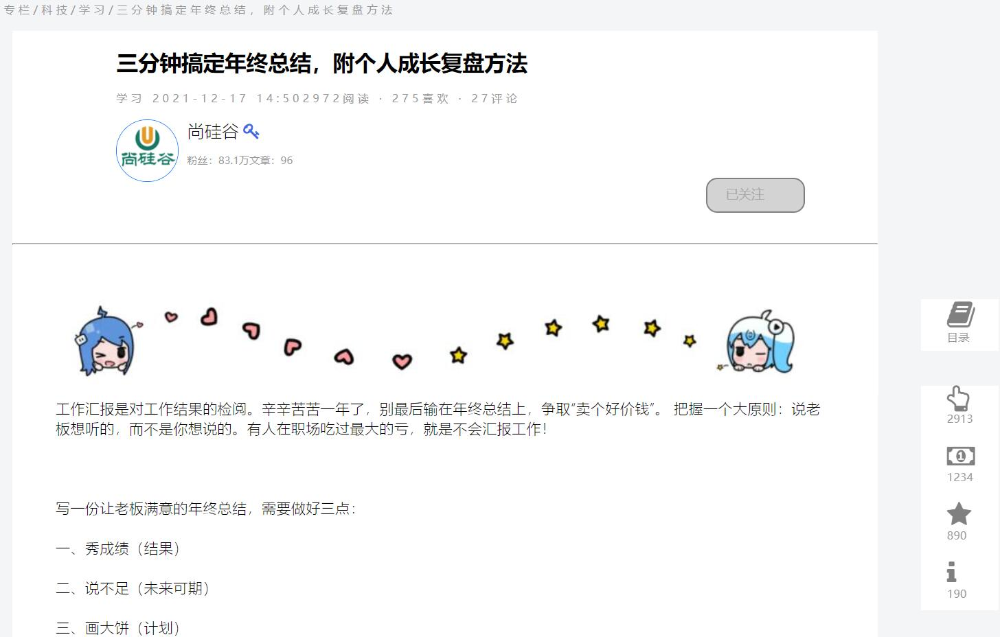 专栏/科技/学习/三分钟搞定年终总结，附个人成长复盘方法
三分钟搞定年终总结，附个人成长复盘方法
学习 2021-12-17 14:502972阅读 · 275喜欢 · 27评论
尚硅谷
尚硅谷
粉丝：83.1万文章：96
已关注
目录
工作汇报是对工作结果的检阅。辛辛苦苦一年了，别最后输在年终总结上，争取“卖个好价钱”。 把握一个大原则：说老
板想听的，而不是你想说的。有人在职场吃过最大的亏，就是不会汇报工作！
2913
1234
写一份让老板满意的年终总结，需要做好三点：
890
一、秀成绩（结果）
二、说不足（未来可期）
190
三、画大饼（计划）